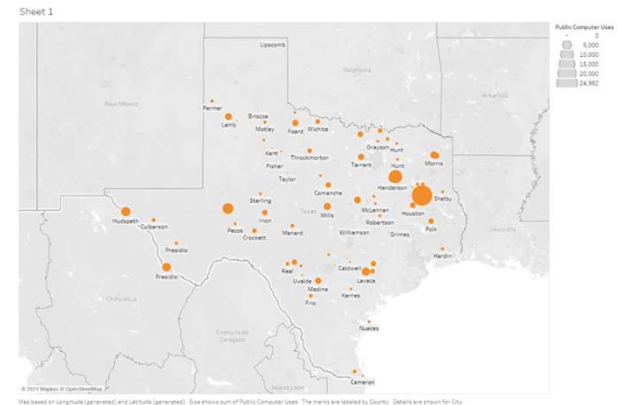 Sheet 1
Public Computer Uses
0
5,000
10,000
15,000
20,000
24,982
Lipscomb
Oklahoma
New Mexico
Arkansas
Parmer
Lamb
Briscoe
Motley
Foard
Wichita
Grayson
Hunt
Kent
Throckmorton
Fisher
Tarrant
Hunt
Morris
Taylor
Henderson
Comanche
Sterling
Shelby
Hudspeth
Culberson
Irion
Mills
Texas
McLennan
Houston
Robertson
Pecos
Crockett
Menard
Williamson
Grimes
Polk
Louisiana
Presidio
Hardin
Presidio
Real
Caldwell
Uvalde
Medina
Lavaca
Frio
Karnes
Chihuahua
Coahuila de
Zaragoza
Nueces
Nuevo León
Cameron
© 2021 Mapbox © OpenStreetMap
Map based on Longitude (generated) and Latitude (generated). Size shows sum of Public Computer Uses. The marks are labeled by County. Details are shown for City.